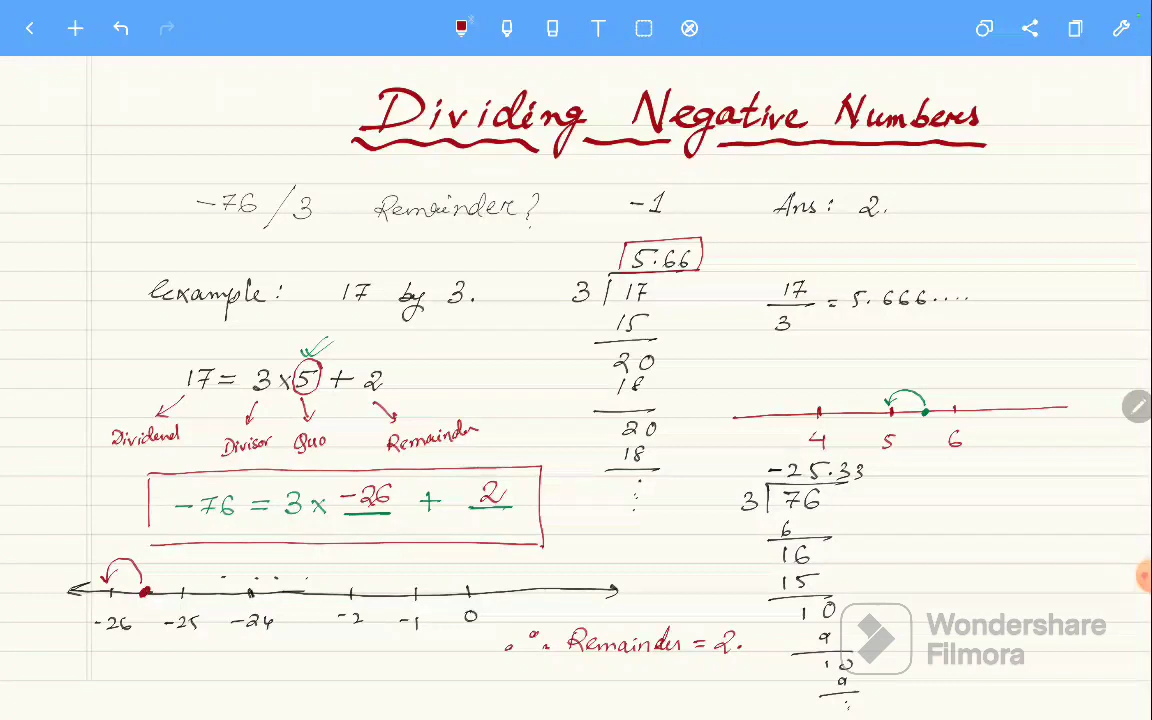 Dividing Negative Numberes
-76/3 Remainder? -1 Ans: 2.
Example: 17 by 3.
5.66
3 17
15
20
18
20
18
⋮
17/3 = 5.666....
17 = 3 × 5 + 2
Dividend Divisor Quo Remainder
-76 = 3 × -26 + 2
4 5 6
-25.33
3 76
6
16
15
10
9
10
9
⋮
-26 -25 -24 .... -2 -1 0
∴ Remainder = 2.
Wondershare
Filmora